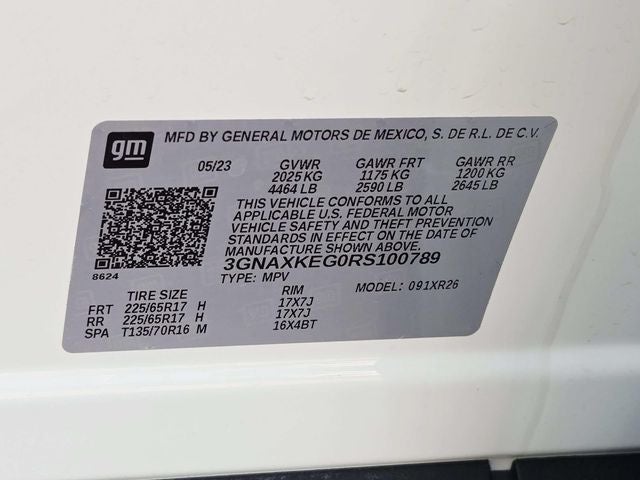 gm
MFD BY GENERAL MOTORS DE MEXICO, S. DE R.L. DE C.V.
05/23 GVWR GAWR FRT GAWR RR
2025 KG 1175 KG 1200 KG
4464 LB 2590 LB 2645 LB
THIS VEHICLE CONFORMS TO ALL
APPLICABLE U.S. FEDERAL MOTOR
VEHICLE SAFETY AND THEFT PREVENTION
STANDARDS IN EFFECT ON THE DATE OF
MANUFACTURE SHOWN ABOVE.
3GNAXKEG0RS100789
8624
TYPE: MPV MODEL: 091XR26
TIRE SIZE RIM
FRT 225/65R17 H 17X7J
RR 225/65R17 H 17X7J
SPA T135/70R16 M 16X4BT